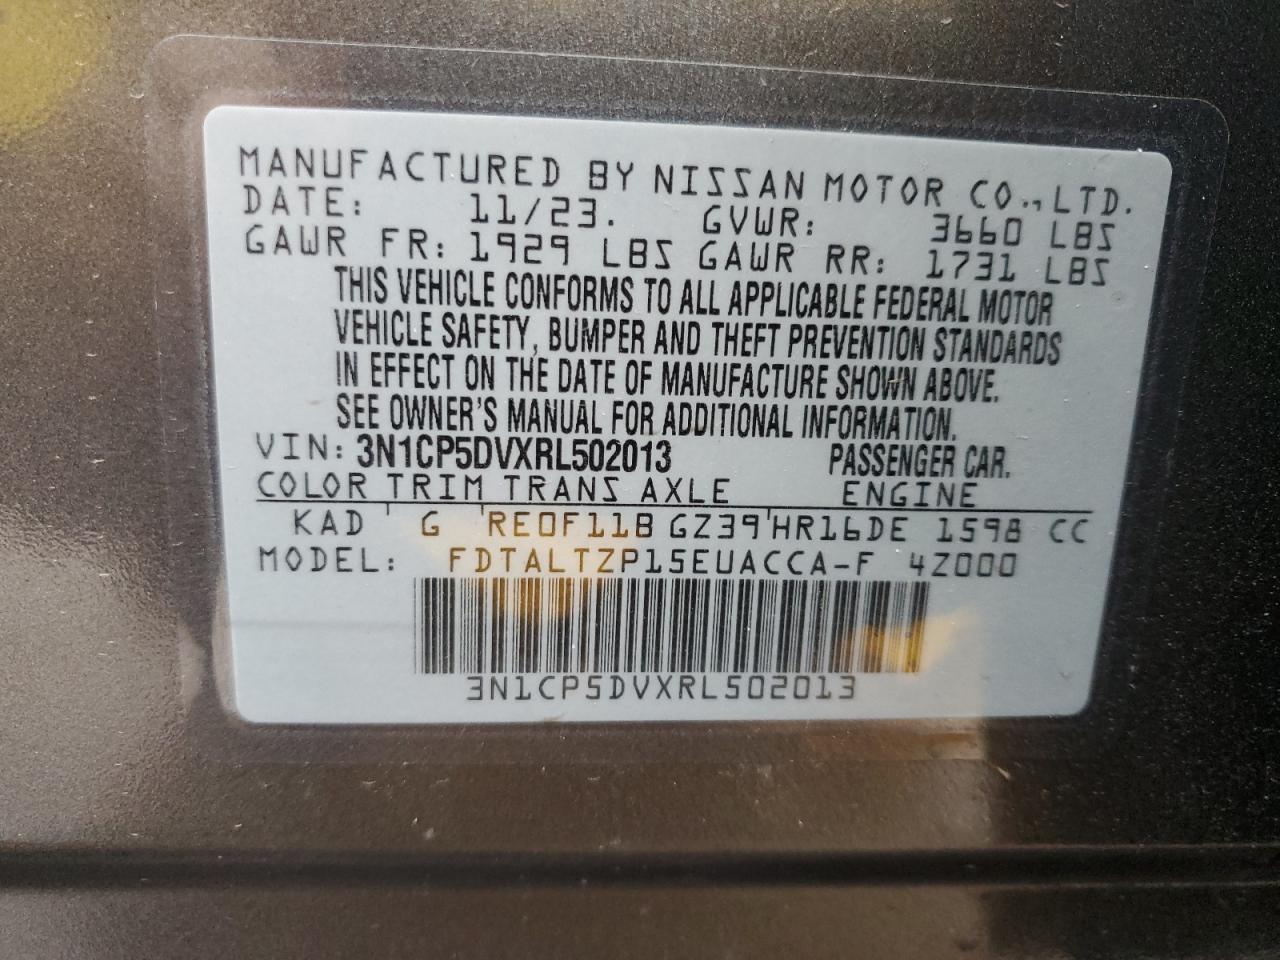 MANUFACTURED BY NISSAN MOTOR CO., LTD.
DATE: 11/23. GVWR: 3660 LBS
GAWR FR: 1929 LBS GAWR RR: 1731 LBS
THIS VEHICLE CONFORMS TO ALL APPLICABLE FEDERAL MOTOR
VEHICLE SAFETY, BUMPER AND THEFT PREVENTION STANDARDS
IN EFFECT ON THE DATE OF MANUFACTURE SHOWN ABOVE.
SEE OWNER'S MANUAL FOR ADDITIONAL INFORMATION.
VIN: 3N1CP5DVXRL502013 PASSENGER CAR.
COLOR TRIM TRANS AXLE ENGINE
KAD G RE0F11B GZ39 HR16DE 1598 CC
MODEL: FDTALTZP15EUACCA-F 4Z000
3N1CP5DVXRL502013